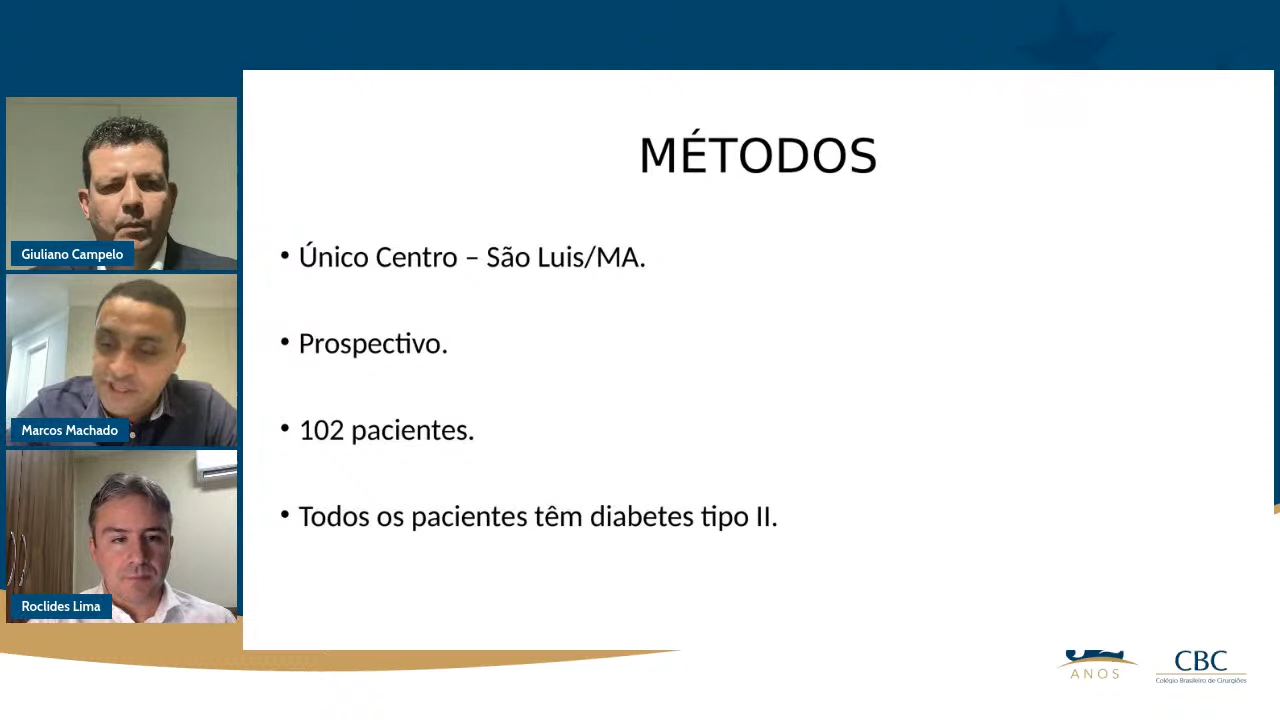 MÉTODOS
• Único Centro – São Luis/MA.
• Prospectivo.
• 102 pacientes.
• Todos os pacientes têm diabetes tipo II.
Giuliano Campelo
Marcos Machado
Roclides Lima
ANOS
CBC
Colégio Brasileiro de Cirurgiões